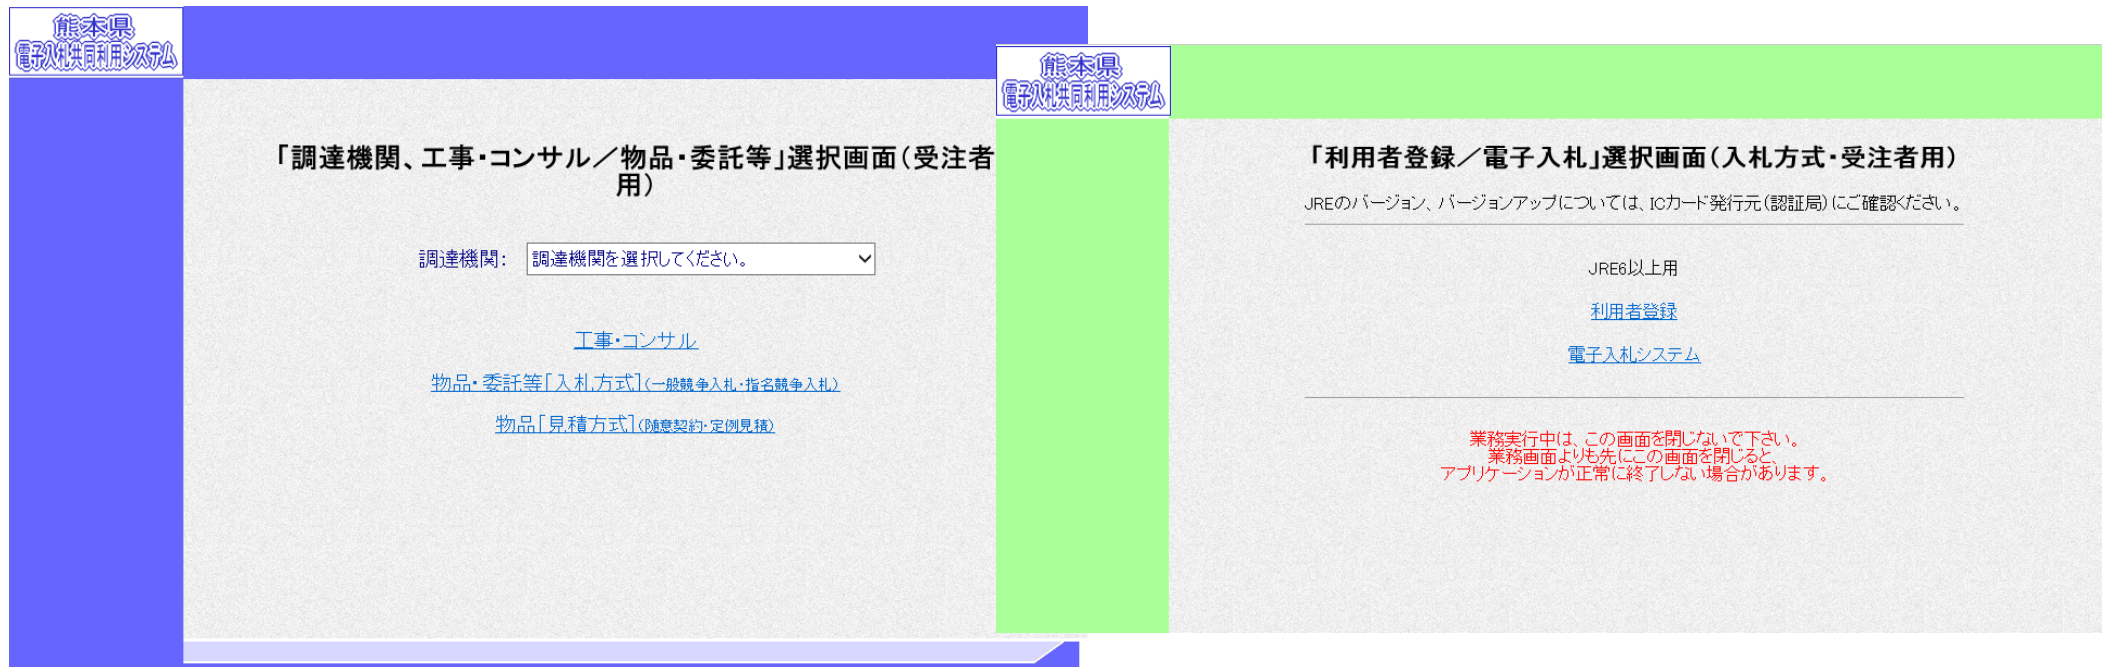 熊本県
電子入札共同利用システム
「調達機関、工事・コンサル／物品・委託等」選択画面（受注者
用）
調達機関：
調達機関を選択してください。
工事・コンサル
物品・委託等［入札方式］（一般競争入札・指名競争入札）
物品［見積方式］（随意契約・定例見積）
熊本県
電子入札共同利用システム
「利用者登録／電子入札」選択画面（入札方式・受注者用）
JREのバージョン、バージョンアップについては、ICカード発行元（認証局）にご確認ください。
JRE6以上用
利用者登録
電子入札システム
業務実行中は、この画面を閉じないで下さい。
業務画面よりも先にこの画面を閉じると、
アプリケーションが正常に終了しない場合があります。